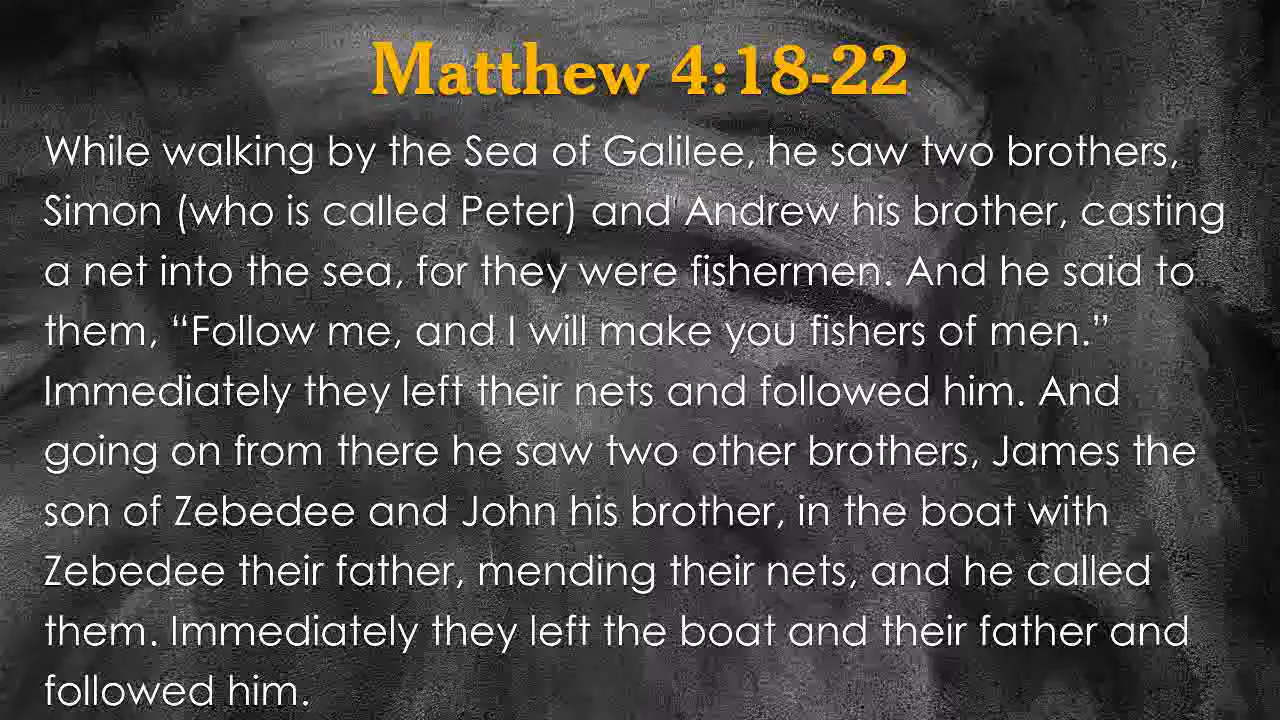 Matthew 4:18-22
While walking by the Sea of Galilee, he saw two brothers,
Simon (who is called Peter) and Andrew his brother, casting
a net into the sea, for they were fishermen. And he said to
them, “Follow me, and I will make you fishers of men.”
Immediately they left their nets and followed him. And
going on from there he saw two other brothers, James the
son of Zebedee and John his brother, in the boat with
Zebedee their father, mending their nets, and he called
them. Immediately they left the boat and their father and
followed him.